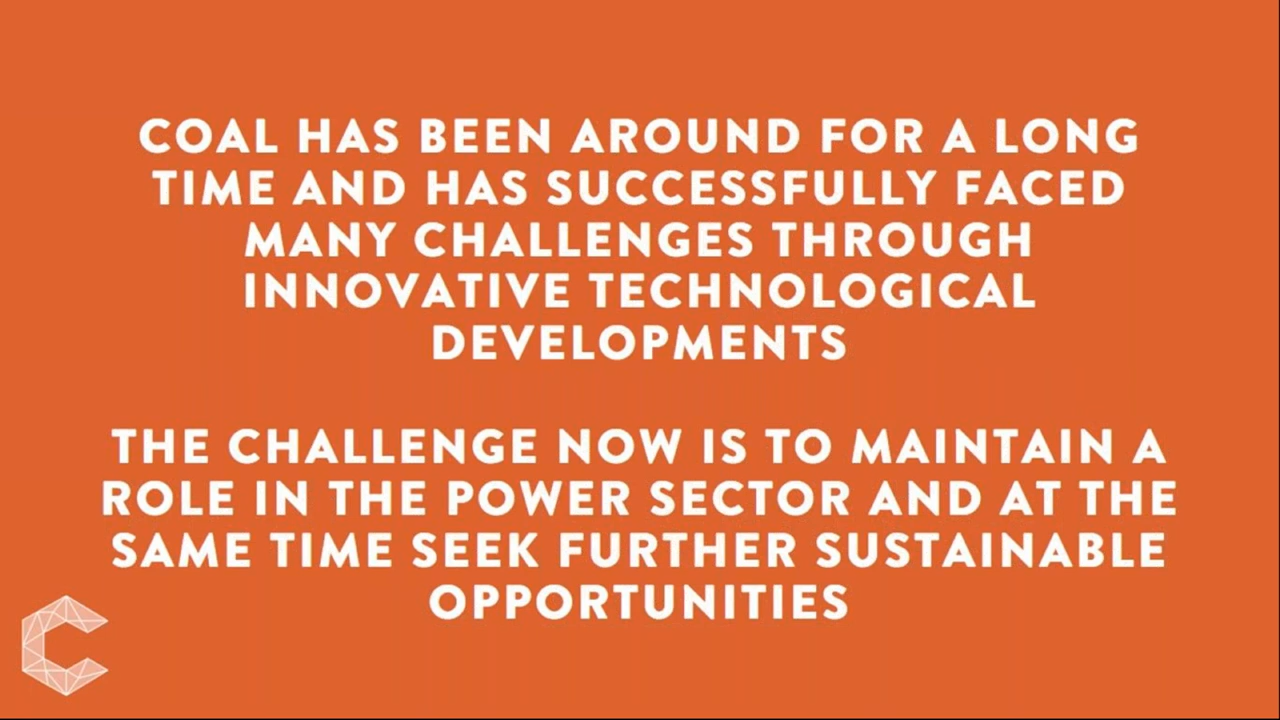 COAL HAS BEEN AROUND FOR A LONG
TIME AND HAS SUCCESSFULLY FACED
MANY CHALLENGES THROUGH
INNOVATIVE TECHNOLOGICAL
DEVELOPMENTS
THE CHALLENGE NOW IS TO MAINTAIN A
ROLE IN THE POWER SECTOR AND AT THE
SAME TIME SEEK FURTHER SUSTAINABLE
OPPORTUNITIES